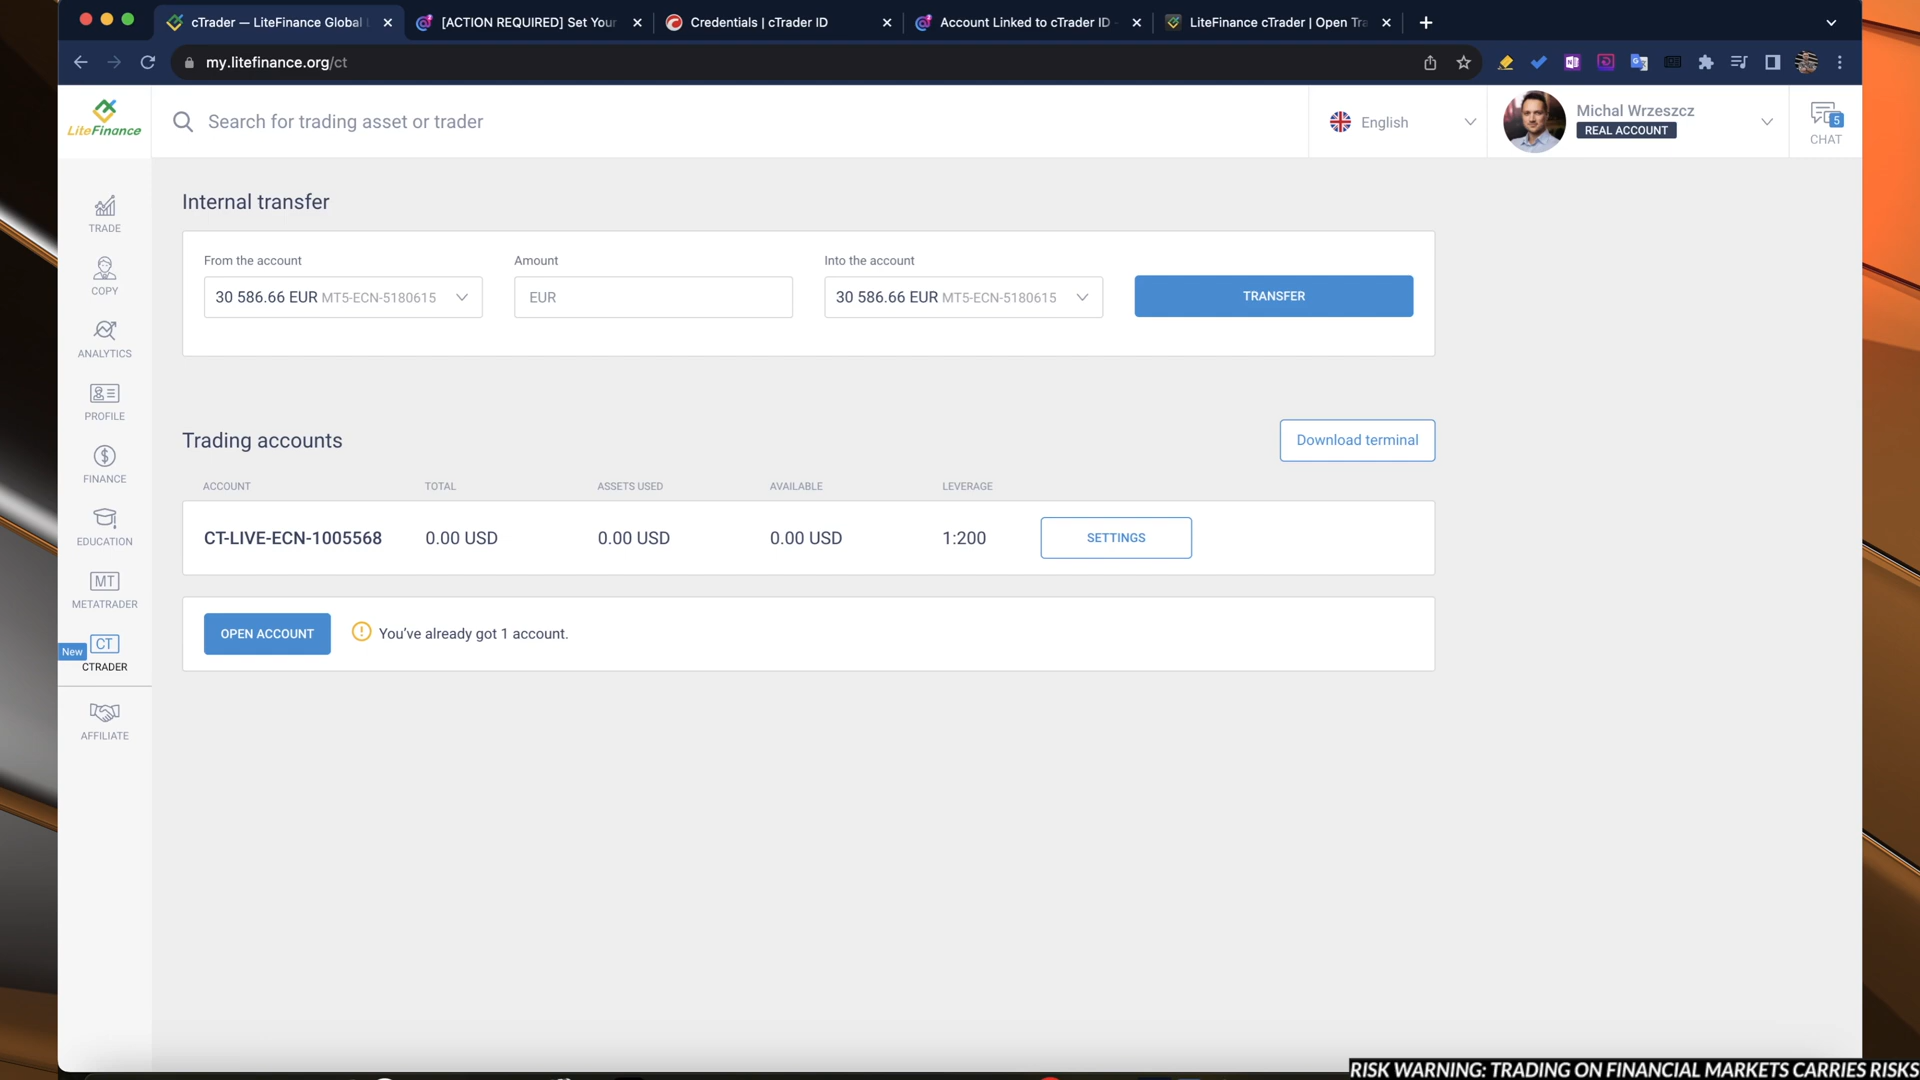 cTrader — LiteFinance Global
[ACTION REQUIRED] Set Your
Credentials | cTrader ID
Account Linked to cTrader ID
LiteFinance cTrader | Open Tra
my.litefinance.org/ct
LiteFinance
Search for trading asset or trader
English
Michal Wrzeszcz
REAL ACCOUNT
5
CHAT
TRADE
COPY
ANALYTICS
PROFILE
FINANCE
EDUCATION
MT
METATRADER
CT
New
CTRADER
AFFILIATE
Internal transfer
From the account
Amount
Into the account
30 586.66 EUR MT5-ECN-5180615
EUR
30 586.66 EUR MT5-ECN-5180615
TRANSFER
Trading accounts
Download terminal
ACCOUNT TOTAL ASSETS USED AVAILABLE LEVERAGE
CT-LIVE-ECN-1005568 0.00 USD 0.00 USD 0.00 USD 1:200 SETTINGS
OPEN ACCOUNT
You've already got 1 account.
RISK WARNING: TRADING ON FINANCIAL MARKETS CARRIES RISKS